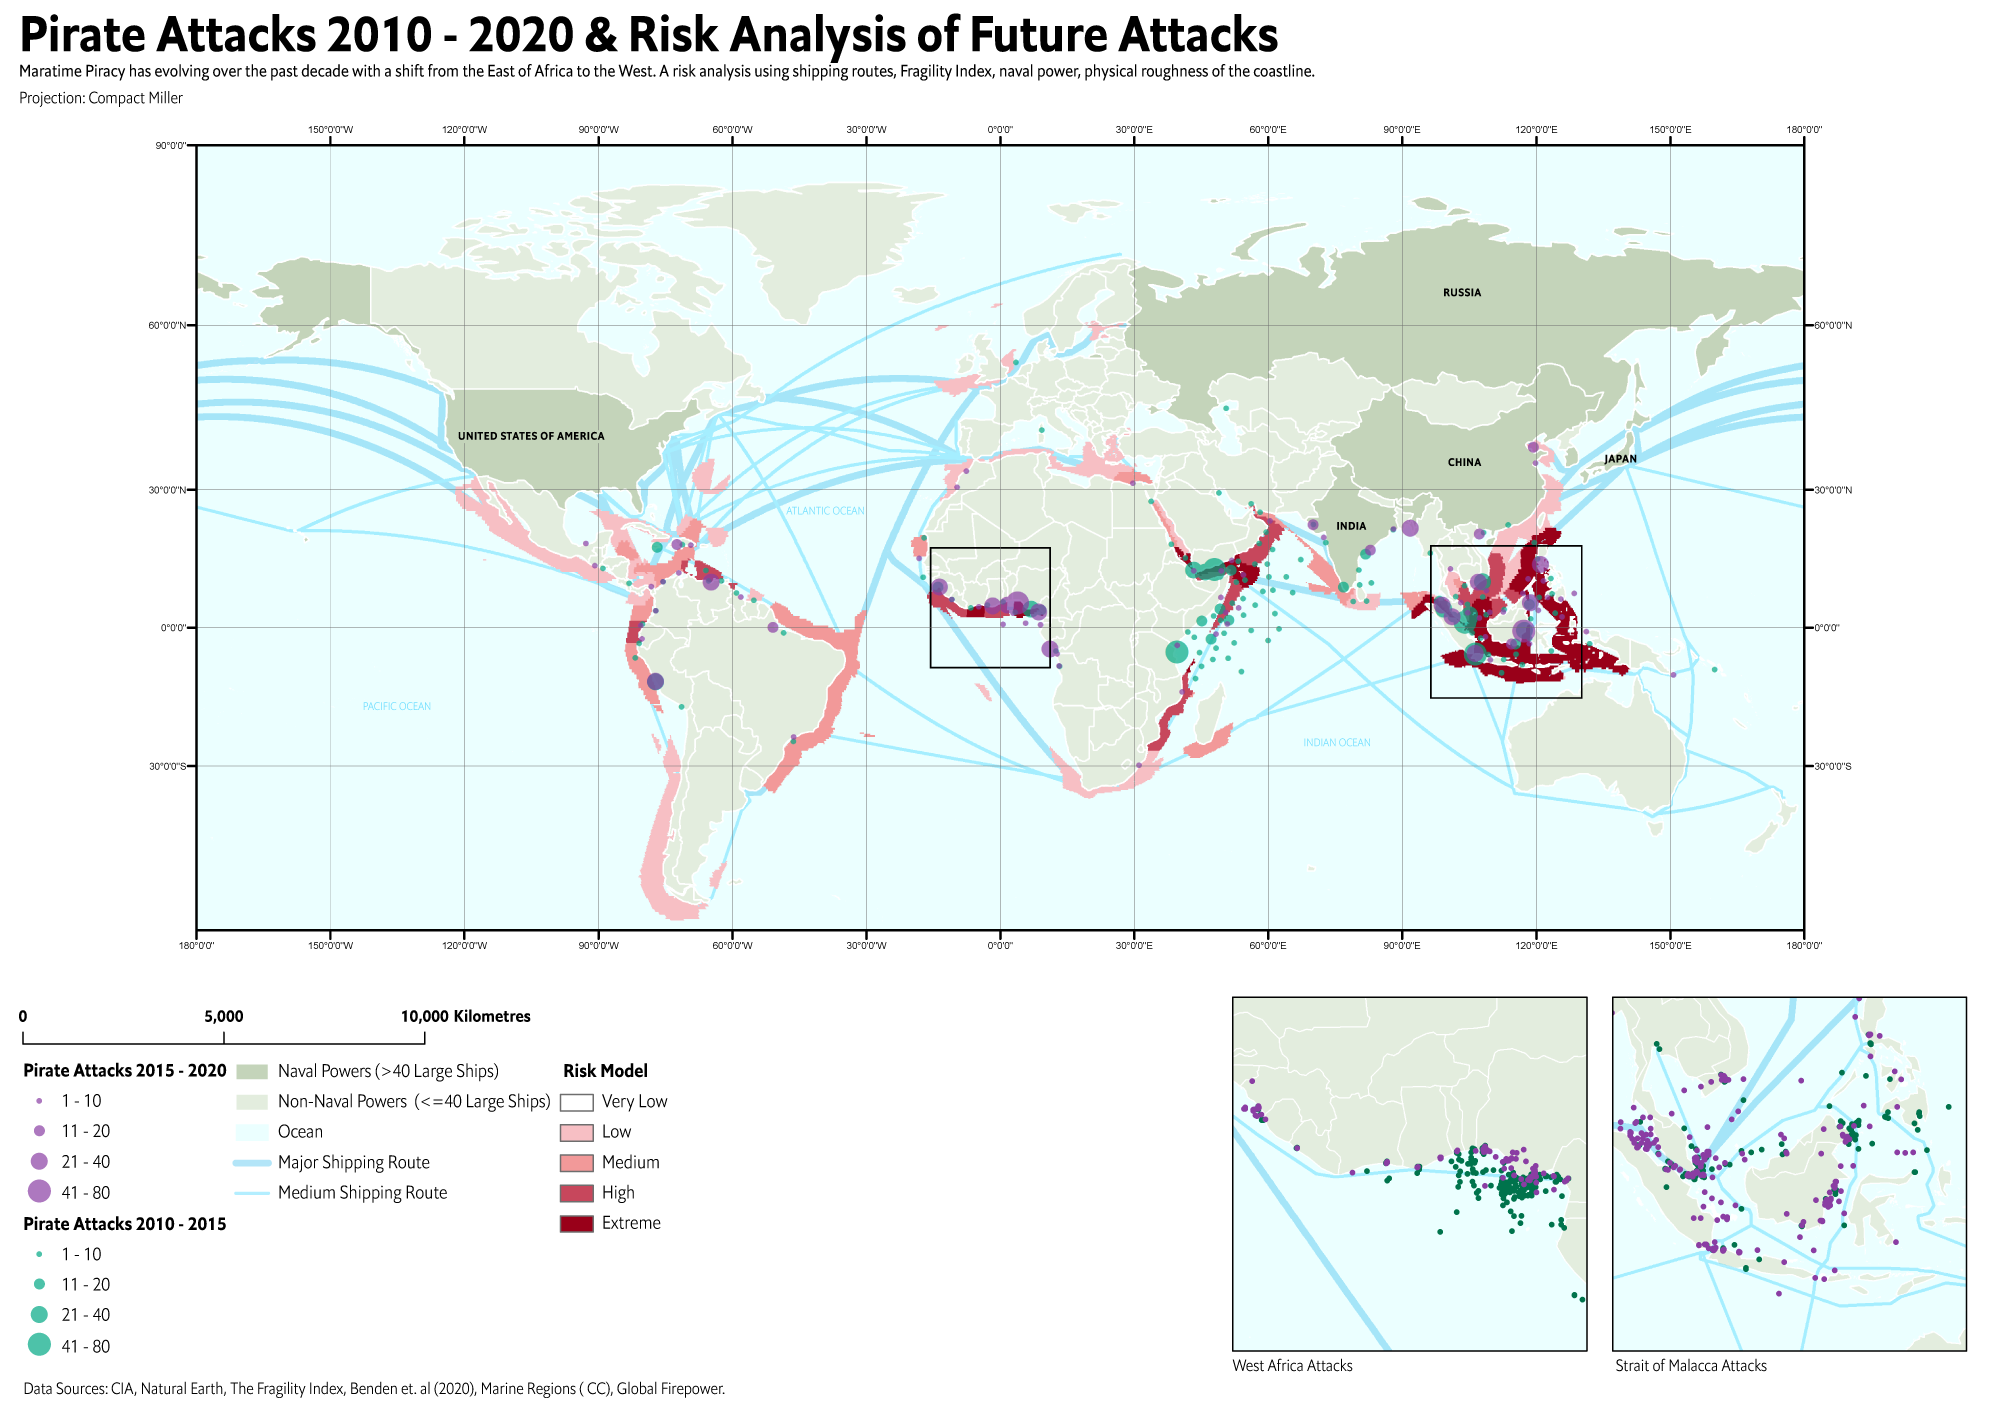 Pirate Attacks 2010 - 2020 & Risk Analysis of Future Attacks
Maratime Piracy has evolving over the past decade with a shift from the East of Africa to the West. A risk analysis using shipping routes, Fragility Index, naval power, physical roughness of the coastline.
Projection: Compact Miller
150°0'0"W 120°0'0"W 90°0'0"W 60°0'0"W 30°0'0"W 0°0'0" 30°0'0"E 60°0'0"E 90°0'0"E 120°0'0"E 150°0'0"E 180°0'0"
90°0'0"
RUSSIA
60°0'0"N 60°0'0"N
UNITED STATES OF AMERICA
CHINA
JAPAN
30°0'0"N 30°0'0"N
ATLANTIC OCEAN
INDIA
0°0'0" 0°0'0"
PACIFIC OCEAN
INDIAN OCEAN
30°0'0"S 30°0'0"S
180°0'0" 150°0'0"W 120°0'0"W 90°0'0"W 60°0'0"W 30°0'0"W 0°0'0" 30°0'0"E 60°0'0"E 90°0'0"E 120°0'0"E 150°0'0"E 180°0'0"
0 5,000 10,000 Kilometres
Pirate Attacks 2015 - 2020
1 - 10
11 - 20
21 - 40
41 - 80
Pirate Attacks 2010 - 2015
1 - 10
11 - 20
21 - 40
41 - 80
Naval Powers (>40 Large Ships)
Non-Naval Powers (<=40 Large Ships)
Ocean
Major Shipping Route
Medium Shipping Route
Risk Model
Very Low
Low
Medium
High
Extreme
West Africa Attacks
Strait of Malacca Attacks
Data Sources: CIA, Natural Earth, The Fragility Index, Benden et. al (2020), Marine Regions ( CC), Global Firepower.